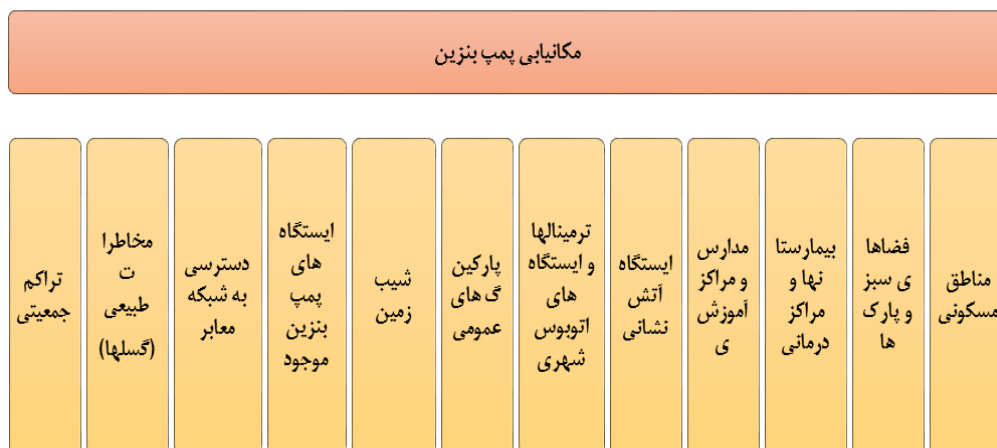 مکانیابی پمپ بنزین
مناطق
مسکونی
فضاها
ی سبز
و پارک
ها
بیمارستا
نها و
مراکز
درمانی
مدارس
و مراکز
آموزش
ی
ایستگاه
آتش
نشانی
ترمینالها
و ایستگاه
های
اتوبوس
شهری
پارکین
گ های
عمومی
شیب
زمین
ایستگاه
های
پمپ
بنزین
موجود
دسترسی
به شبکه
معابر
مخاطرا
ت
طبیعی
(گسلها)
تراکم
جمعیتی